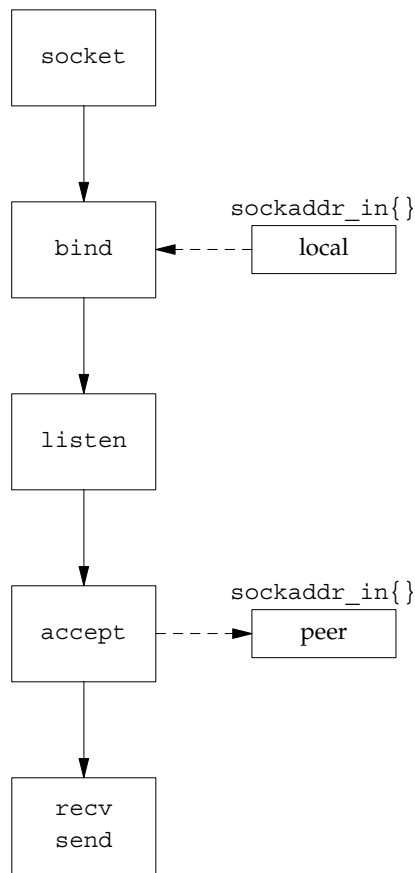 socket
sockaddr_in{}
bind
local
listen
sockaddr_in{}
accept
peer
recv
send